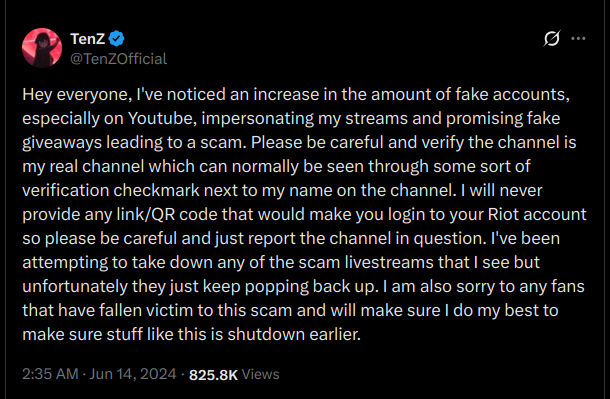 TenZ
@TenZOfficial
Hey everyone, I've noticed an increase in the amount of fake accounts,
especially on Youtube, impersonating my streams and promising fake
giveaways leading to a scam. Please be careful and verify the channel is
my real channel which can normally be seen through some sort of
verification checkmark next to my name on the channel. I will never
provide any link/QR code that would make you login to your Riot account
so please be careful and just report the channel in question. I've been
attempting to take down any of the scam livestreams that I see but
unfortunately they just keep popping back up. I am also sorry to any fans
that have fallen victim to this scam and will make sure I do my best to
make sure stuff like this is shutdown earlier.
2:35 AM · Jun 14, 2024 · 825.8K Views